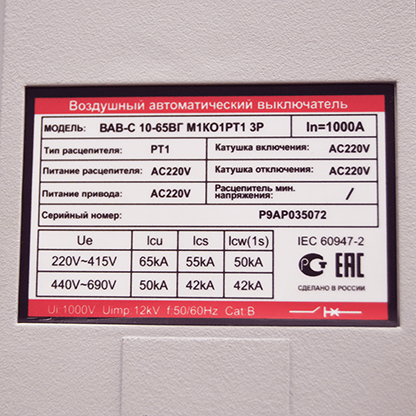 Воздушный автоматический выключатель
МОДЕЛЬ: ВАВ-С 10-65ВГ М1КО1РТ1 3Р In=1000A
Тип расцепителя: РТ1 Катушка включения: AC220V
Питание расцепителя: AC220V Катушка отключения: AC220V
Питание привода: AC220V Расцепитель мин. напряжения: /
Серийный номер: P9AP035072
Ue Icu Ics Icw(1s) IEC 60947-2
220V~415V 65kA 55kA 50kA
440V~690V 50kA 42kA 42kA
EAC
СДЕЛАНО В РОССИИ
Ui 1000V Uimp 12kV f 50/60Hz Cat B